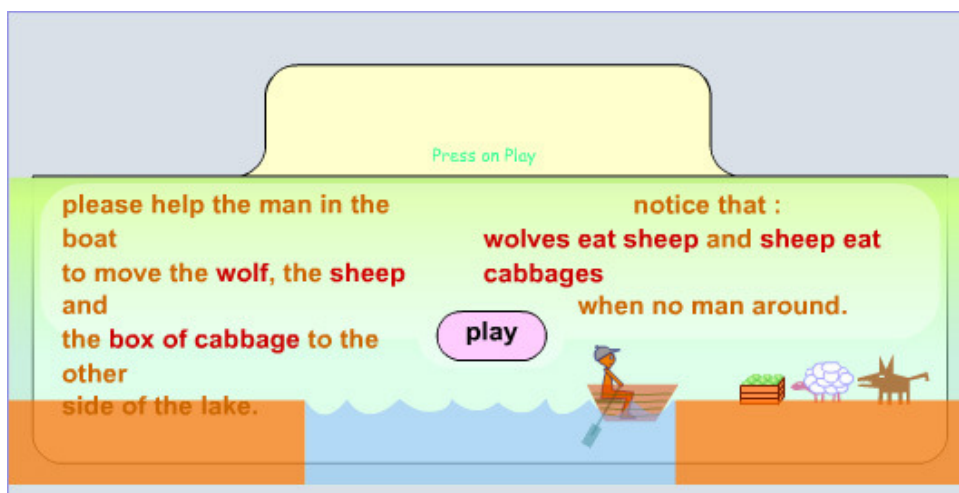 Press on Play
please help the man in the
boat
to move the wolf, the sheep
and
the box of cabbage to the
other
side of the lake.
notice that :
wolves eat sheep and sheep eat
cabbages
when no man around.
play